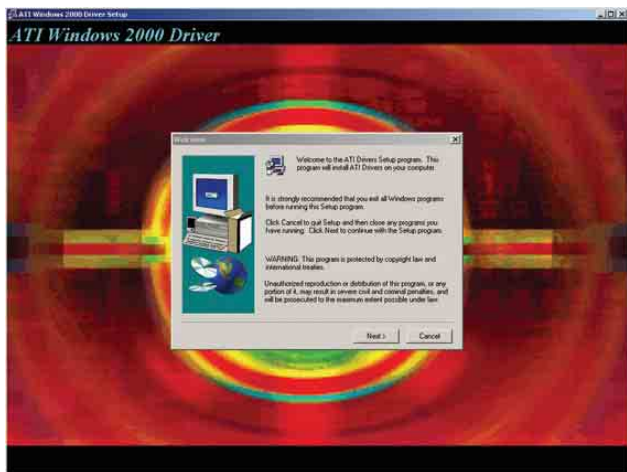 ATI Windows 2000 Driver Setup
ATI Windows 2000 Driver
Welcome
Welcome to the ATI Drivers Setup program. This
program will install ATI Drivers on your computer.
It is strongly recommended that you exit all Windows programs
before running this Setup program.
Click Cancel to quit Setup and then close any programs you
have running. Click Next to continue with the Setup program.
WARNING: This program is protected by copyright law and
international treaties.
Unauthorized reproduction or distribution of this program, or any
portion of it, may result in severe civil and criminal penalties, and
will be prosecuted to the maximum extent possible under law.
Next >
Cancel